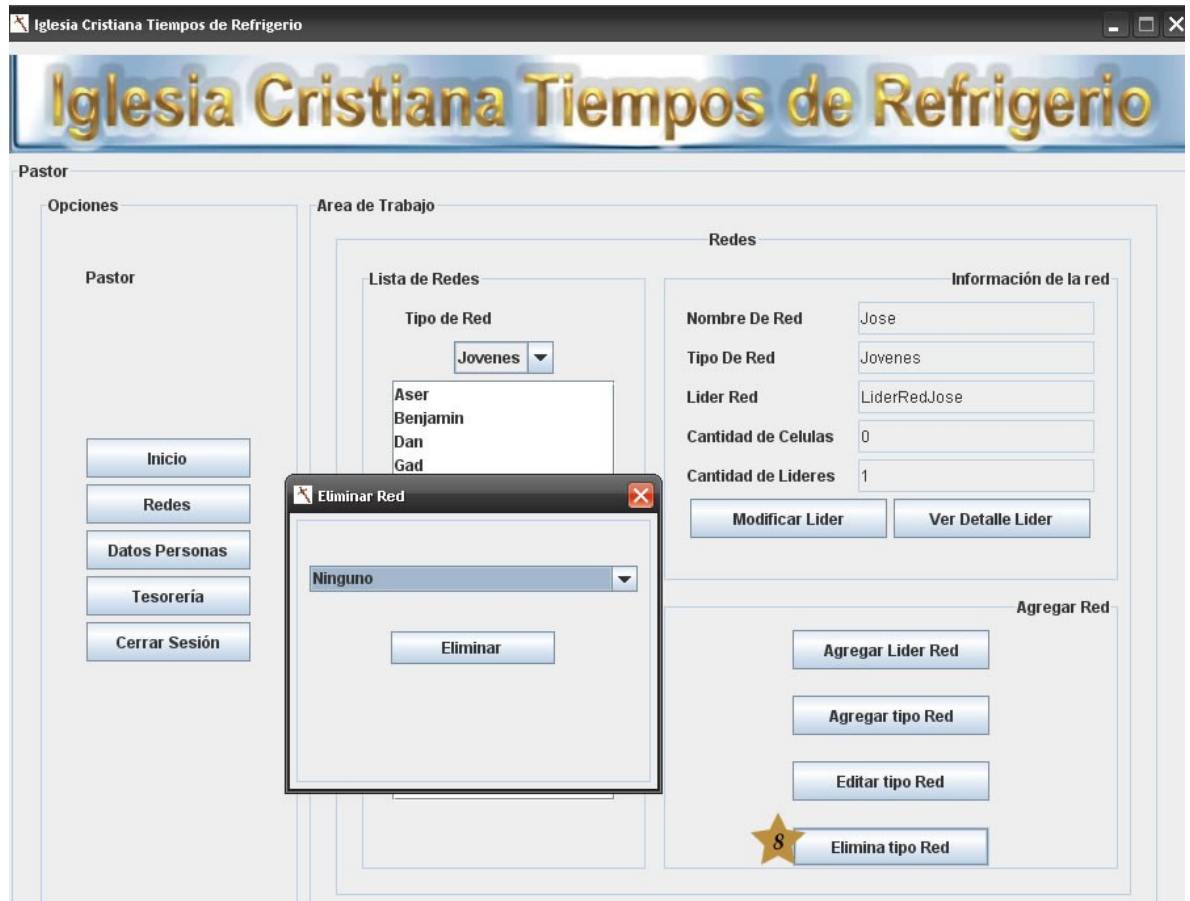 Iglesia Cristiana Tiempos de Refrigerio
Iglesia Cristiana Tiempos de Refrigerio
Pastor
Opciones
Pastor
Inicio
Redes
Datos Personas
Tesorería
Cerrar Sesión
Area de Trabajo
Redes
Lista de Redes
Tipo de Red
Jovenes
Aser
Benjamin
Dan
Gad
Eliminar Red
Ninguno
Eliminar
Información de la red
Nombre De Red Jose
Tipo De Red Jovenes
Lider Red LiderRedJose
Cantidad de Celulas 0
Cantidad de Lideres 1
Modificar Lider Ver Detalle Lider
Agregar Red
Agregar Lider Red
Agregar tipo Red
Editar tipo Red
8 Elimina tipo Red